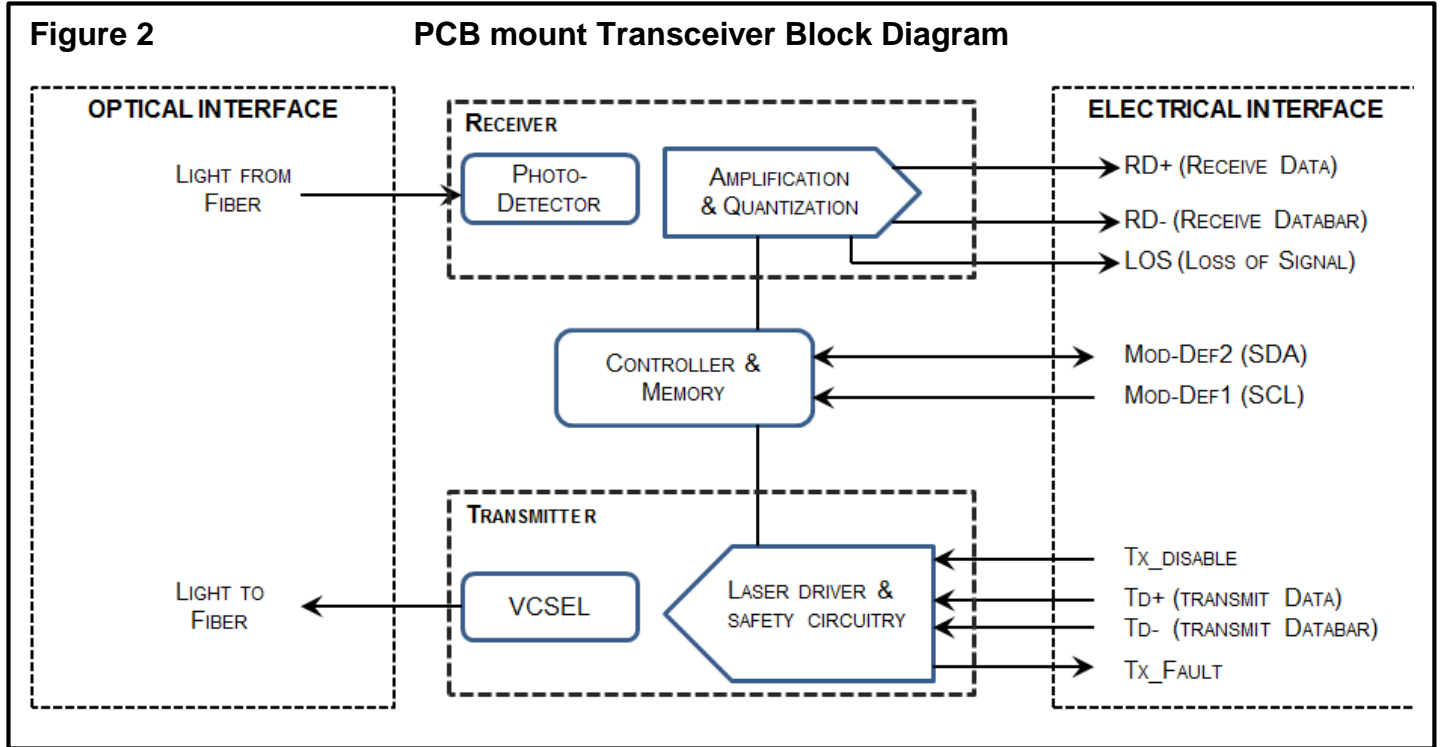 Figure 2 PCB mount Transceiver Block Diagram
OPTICAL INTERFACE
LIGHT FROM
FIBER
LIGHT TO
FIBER
RECEIVER
PHOTO-
DETECTOR
AMPLIFICATION
& QUANTIZATION
CONTROLLER &
MEMORY
TRANSMITTER
VCSEL
LASER DRIVER &
SAFETY CIRCUITRY
ELECTRICAL INTERFACE
RD+ (RECEIVE DATA)
RD- (RECEIVE DATABAR)
LOS (LOSS OF SIGNAL)
MOD-DEF2 (SDA)
MOD-DEF1 (SCL)
TX_DISABLE
TD+ (TRANSMIT DATA)
TD- (TRANSMIT DATABAR)
TX_FAULT